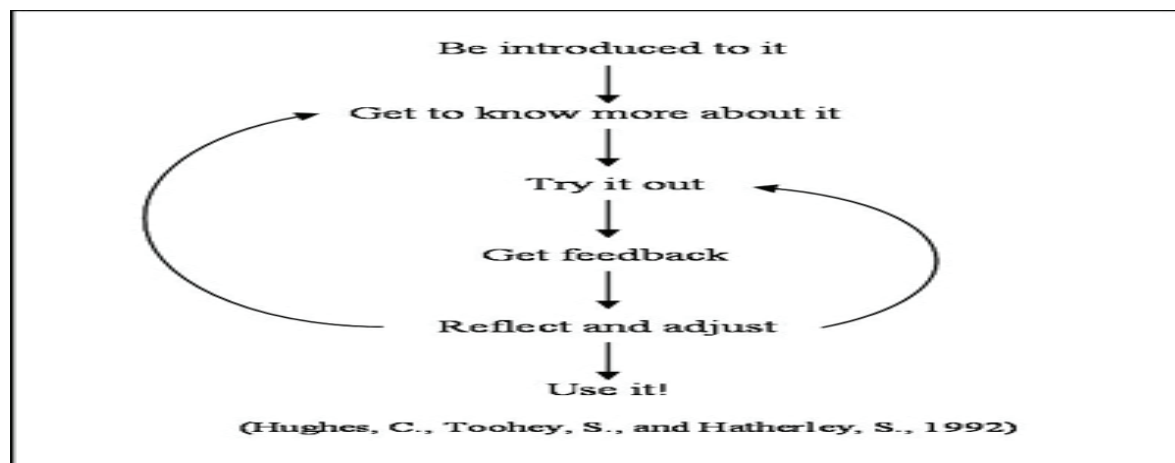 Be introduced to it
Get to know more about it
Try it out
Get feedback
Reflect and adjust
Use it!
(Hughes, C., Toohey, S., and Hatherley, S., 1992)